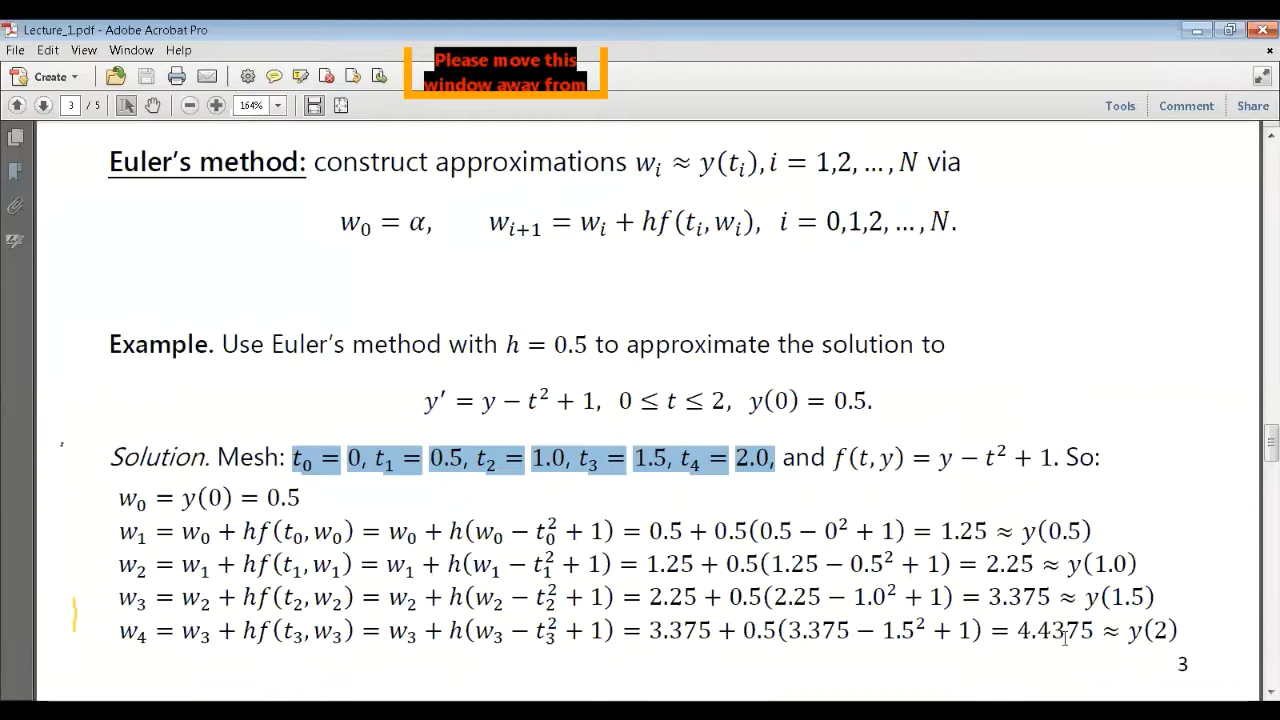 Lecture_1.pdf - Adobe Acrobat Pro
File Edit View Window Help
Please move this
window away from
Create
3 / 5 164% Tools Comment Share
Euler's method: construct approximations wᵢ ≈ y(tᵢ), i = 1,2, …, N via
w₀ = α, wᵢ₊₁ = wᵢ + hf(tᵢ, wᵢ), i = 0,1,2, …, N.
Example. Use Euler's method with h = 0.5 to approximate the solution to
y′ = y − t² + 1, 0 ≤ t ≤ 2, y(0) = 0.5.
Solution. Mesh: t₀ = 0, t₁ = 0.5, t₂ = 1.0, t₃ = 1.5, t₄ = 2.0, and f(t, y) = y − t² + 1. So:
w₀ = y(0) = 0.5
w₁ = w₀ + hf(t₀, w₀) = w₀ + h(w₀ − t₀² + 1) = 0.5 + 0.5(0.5 − 0² + 1) = 1.25 ≈ y(0.5)
w₂ = w₁ + hf(t₁, w₁) = w₁ + h(w₁ − t₁² + 1) = 1.25 + 0.5(1.25 − 0.5² + 1) = 2.25 ≈ y(1.0)
w₃ = w₂ + hf(t₂, w₂) = w₂ + h(w₂ − t₂² + 1) = 2.25 + 0.5(2.25 − 1.0² + 1) = 3.375 ≈ y(1.5)
w₄ = w₃ + hf(t₃, w₃) = w₃ + h(w₃ − t₃² + 1) = 3.375 + 0.5(3.375 − 1.5² + 1) = 4.4375 ≈ y(2)
3